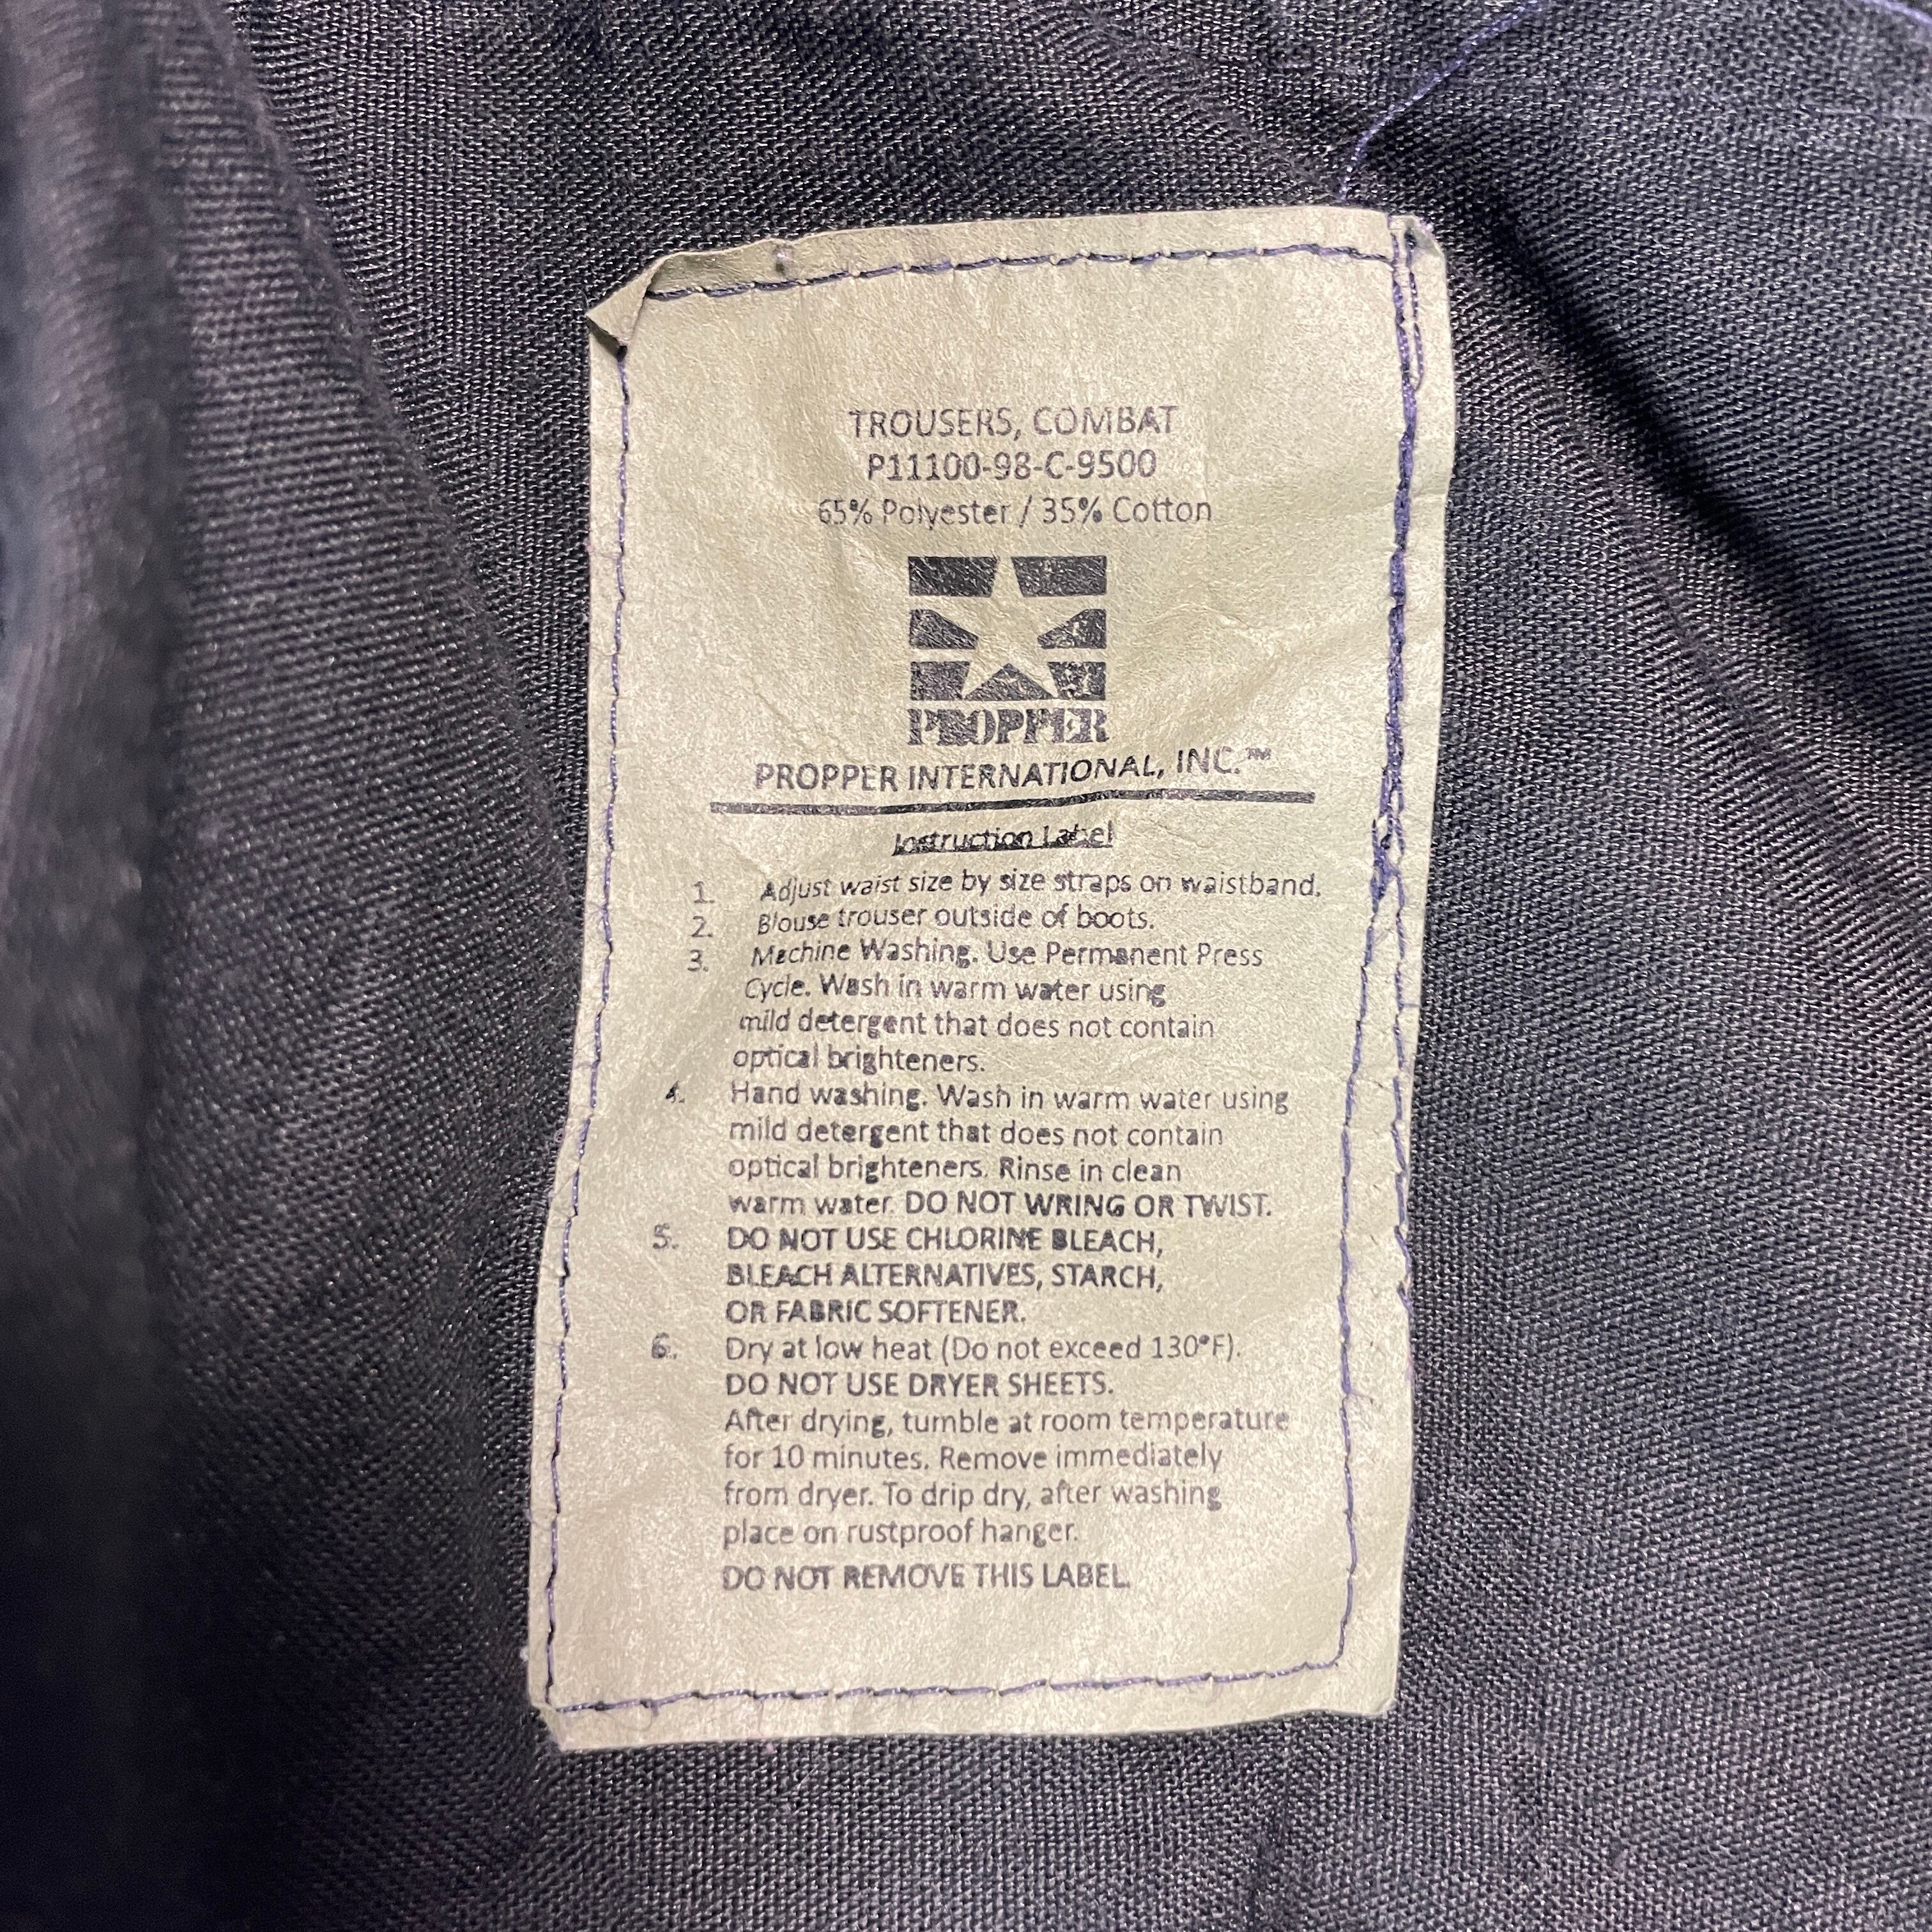 TROUSERS, COMBAT
P11100-98-C-9500
65% Polyester / 35% Cotton
PROPPER
PROPPER INTERNATIONAL, INC.™
Instruction Label
1. Adjust waist size by size straps on waistband.
2. Blouse trouser outside of boots.
3. Machine Washing. Use Permanent Press
Cycle. Wash in warm water using
mild detergent that does not contain
optical brighteners.
4. Hand washing. Wash in warm water using
mild detergent that does not contain
optical brighteners. Rinse in clean
warm water. DO NOT WRING OR TWIST.
5. DO NOT USE CHLORINE BLEACH,
BLEACH ALTERNATIVES, STARCH,
OR FABRIC SOFTENER.
6. Dry at low heat (Do not exceed 130°F).
DO NOT USE DRYER SHEETS.
After drying, tumble at room temperature
for 10 minutes. Remove immediately
from dryer. To drip dry, after washing
place on rustproof hanger.
DO NOT REMOVE THIS LABEL.